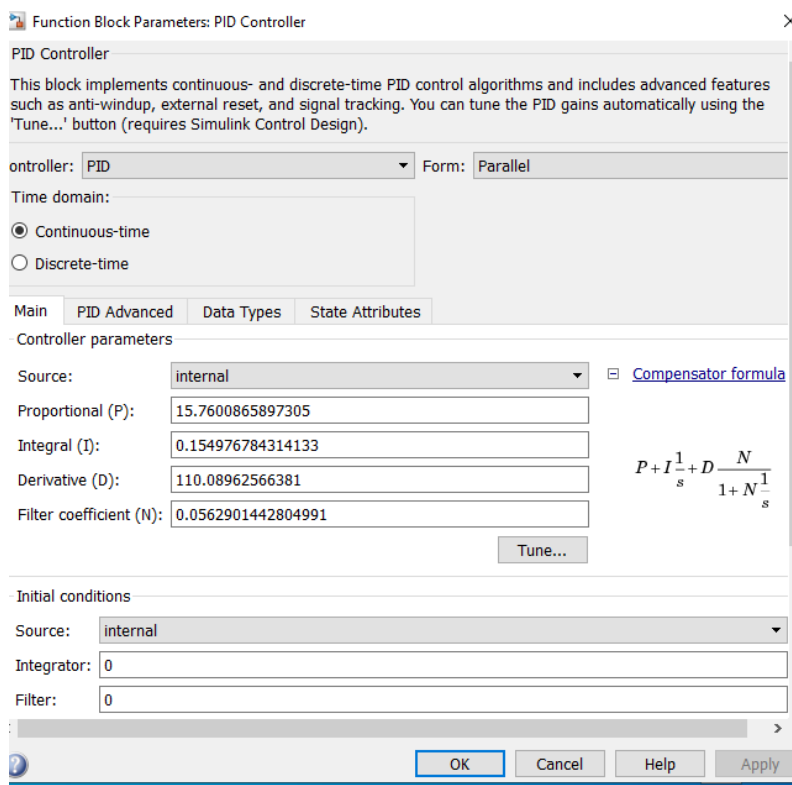 Function Block Parameters: PID Controller
PID Controller
This block implements continuous- and discrete-time PID control algorithms and includes advanced features
such as anti-windup, external reset, and signal tracking. You can tune the PID gains automatically using the
'Tune...' button (requires Simulink Control Design).
ontroller: PID Form: Parallel
Time domain:
Continuous-time
Discrete-time
Main PID Advanced Data Types State Attributes
Controller parameters
Source: internal Compensator formula
Proportional (P): 15.7600865897305
Integral (I): 0.154976784314133
Derivative (D): 110.08962566381
Filter coefficient (N): 0.0562901442804991
P+I 1/s +D N/(1+N 1/s)
Tune...
Initial conditions
Source: internal
Integrator: 0
Filter: 0
OK Cancel Help Apply